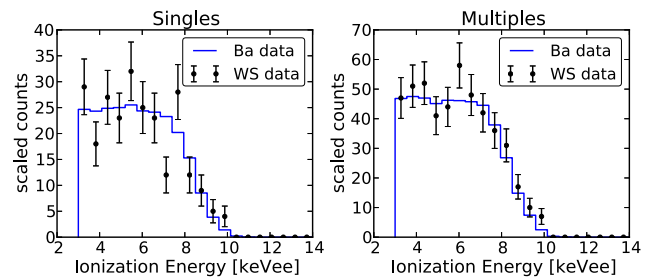 Singles
40
35
30
25
20
15
10
5
0
scaled counts
Ba data
WS data
2 4 6 8 10 12 14
Ionization Energy [keVee]
Multiples
70
60
50
40
30
20
10
0
scaled counts
Ba data
WS data
2 4 6 8 10 12 14
Ionization Energy [keVee]